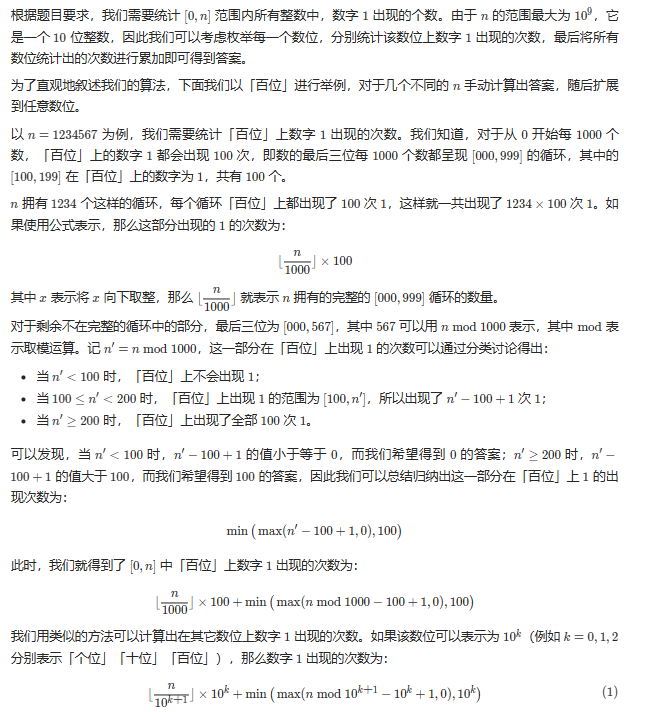 根据题目要求，我们需要统计 [0, n] 范围内所有整数中，数字 1 出现的个数。由于 n 的范围最大为 10^9，它
是一个 10 位整数，因此我们可以考虑枚举每一个数位，分别统计该数位上数字 1 出现的次数，最后将所有
数位统计出的次数进行累加即可得到答案。
为了直观地叙述我们的算法，下面我们以「百位」进行举例，对于几个不同的 n 手动计算出答案，随后扩展
到任意数位。
以 n = 1234567 为例，我们需要统计「百位」上数字 1 出现的次数。我们知道，对于从 0 开始每 1000 个
数，「百位」上的数字 1 都会出现 100 次，即数的最后三位每 1000 个数都呈现 [000, 999] 的循环，其中的
[100, 199] 在「百位」上的数字为 1，共有 100 个。
n 拥有 1234 个这样的循环，每个循环「百位」上都出现了 100 次 1，这样就一共出现了 1234 × 100 次 1。如
果使用公式表示，那么这部分出现的 1 的次数为：
⌊n/1000⌋ × 100
其中 x 表示将 x 向下取整，那么 ⌊n/1000⌋ 就表示 n 拥有的完整的 [000, 999] 循环的数量。
对于剩余不在完整的循环中的部分，最后三位为 [000, 567]，其中 567 可以用 n mod 1000 表示，其中 mod 表
示取模运算。记 n′ = n mod 1000，这一部分在「百位」上出现 1 的次数可以通过分类讨论得出：
• 当 n′ < 100 时，「百位」上不会出现 1；
• 当 100 ≤ n′ < 200 时，「百位」上出现 1 的范围为 [100, n′]，所以出现了 n′ − 100 + 1 次 1；
• 当 n′ ≥ 200 时，「百位」上出现了全部 100 次 1。
可以发现，当 n′ < 100 时，n′ − 100 + 1 的值小于等于 0，而我们希望得到 0 的答案；n′ ≥ 200 时，n′ −
100 + 1 的值大于 100，而我们希望得到 100 的答案，因此我们可以总结归纳出这一部分在「百位」上 1 的出
现次数为：
min ( max(n′ − 100 + 1, 0), 100)
此时，我们就得到了 [0, n] 中「百位」上数字 1 出现的次数为：
⌊n/1000⌋ × 100 + min ( max(n mod 1000 − 100 + 1, 0), 100)
我们用类似的方法可以计算出在其它数位上数字 1 出现的次数。如果该数位可以表示为 10^k（例如 k = 0, 1, 2
分别表示「个位」「十位」「百位」），那么数字 1 出现的次数为：
⌊n/10^{k+1}⌋ × 10^k + min ( max(n mod 10^{k+1} − 10^k + 1, 0), 10^k) (1)